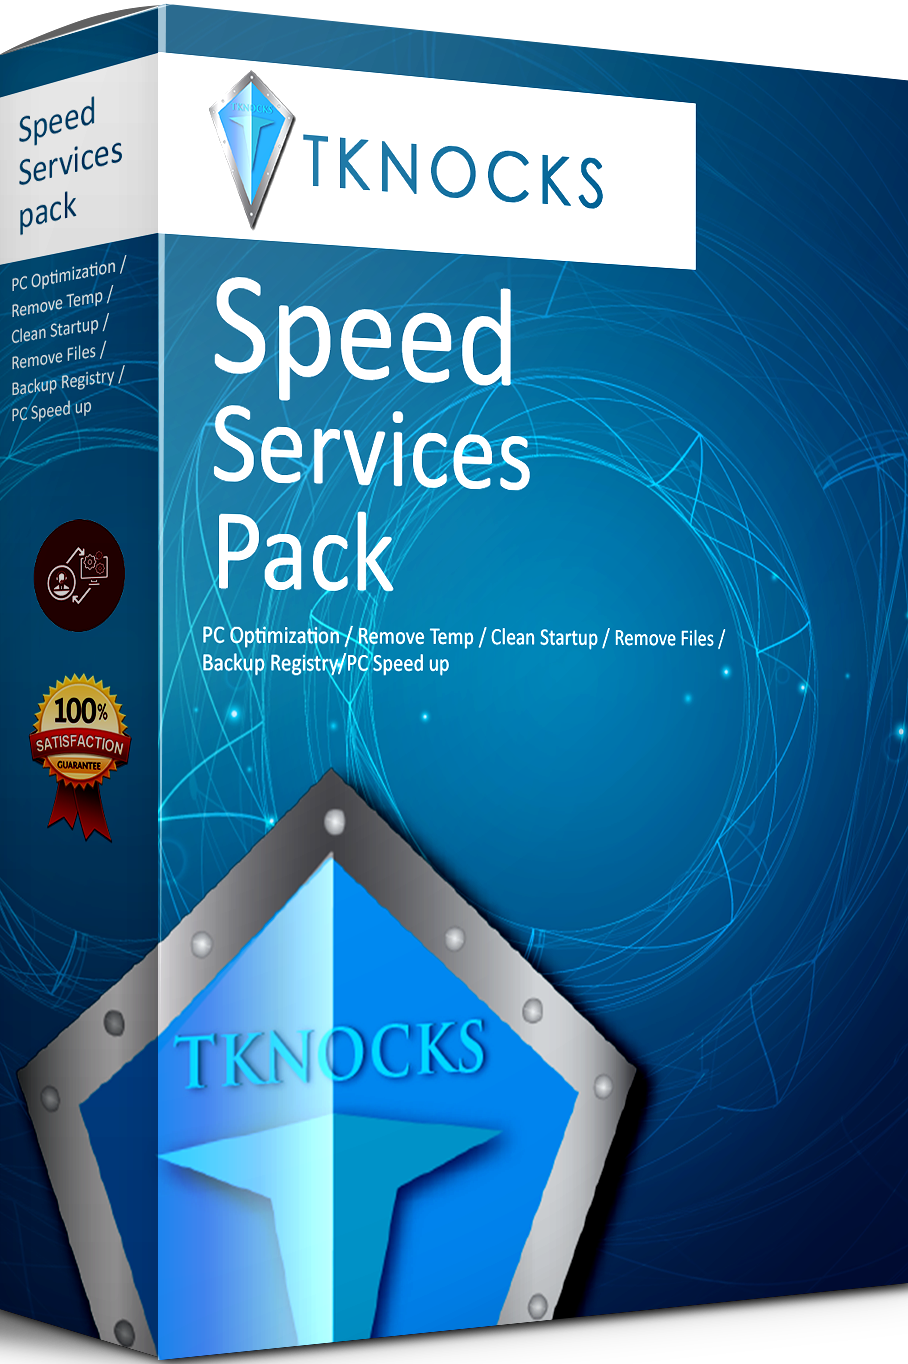 Speed
Services
pack
PC Optimization /
Remove Temp /
Clean Startup /
Remove Files /
Backup Registry /
PC Speed up
100%
SATISFACTION
GUARANTEE
TKNOCKS
TKNOCKS
Speed
Services
Pack
PC Optimization / Remove Temp / Clean Startup / Remove Files /
Backup Registry/PC Speed up
TKNOCKS